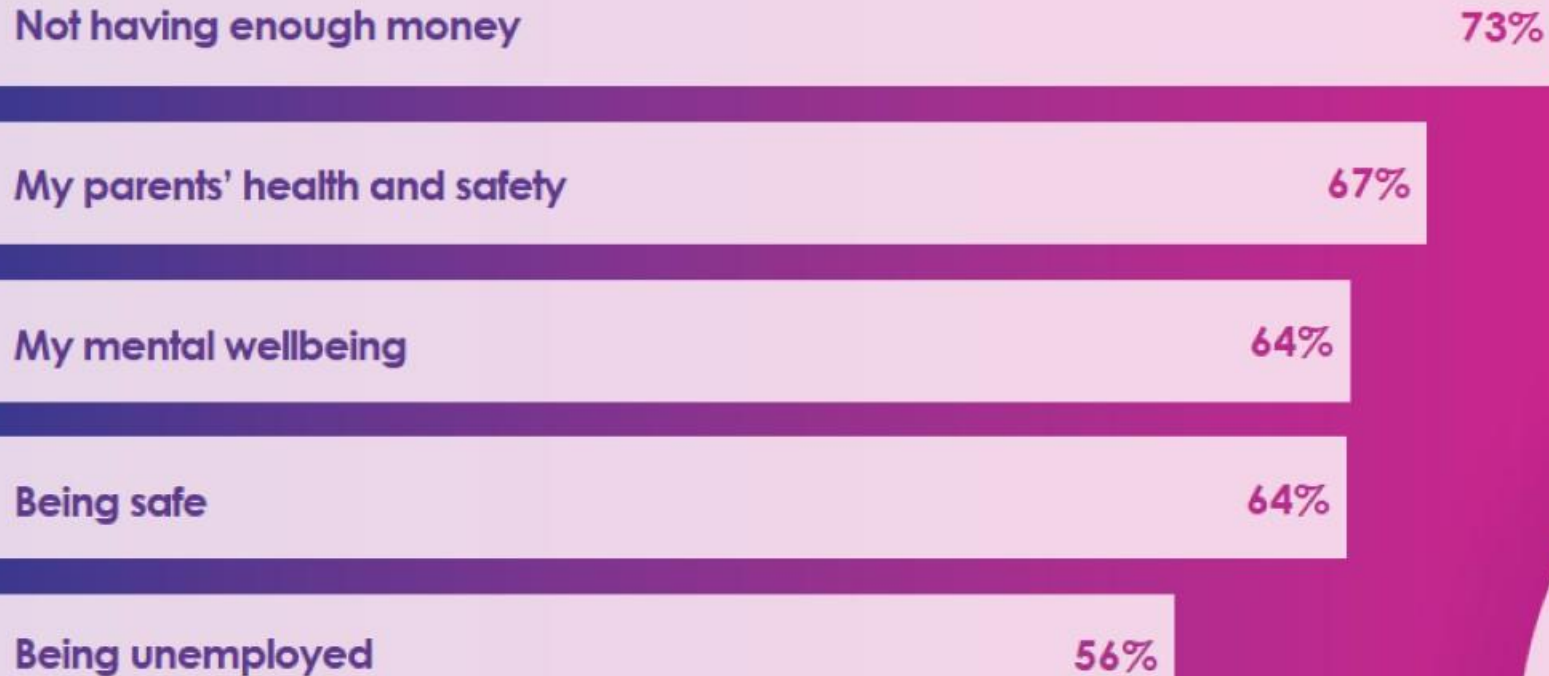 Not having enough money 73%
My parents' health and safety 67%
My mental wellbeing 64%
Being safe 64%
Being unemployed 56%